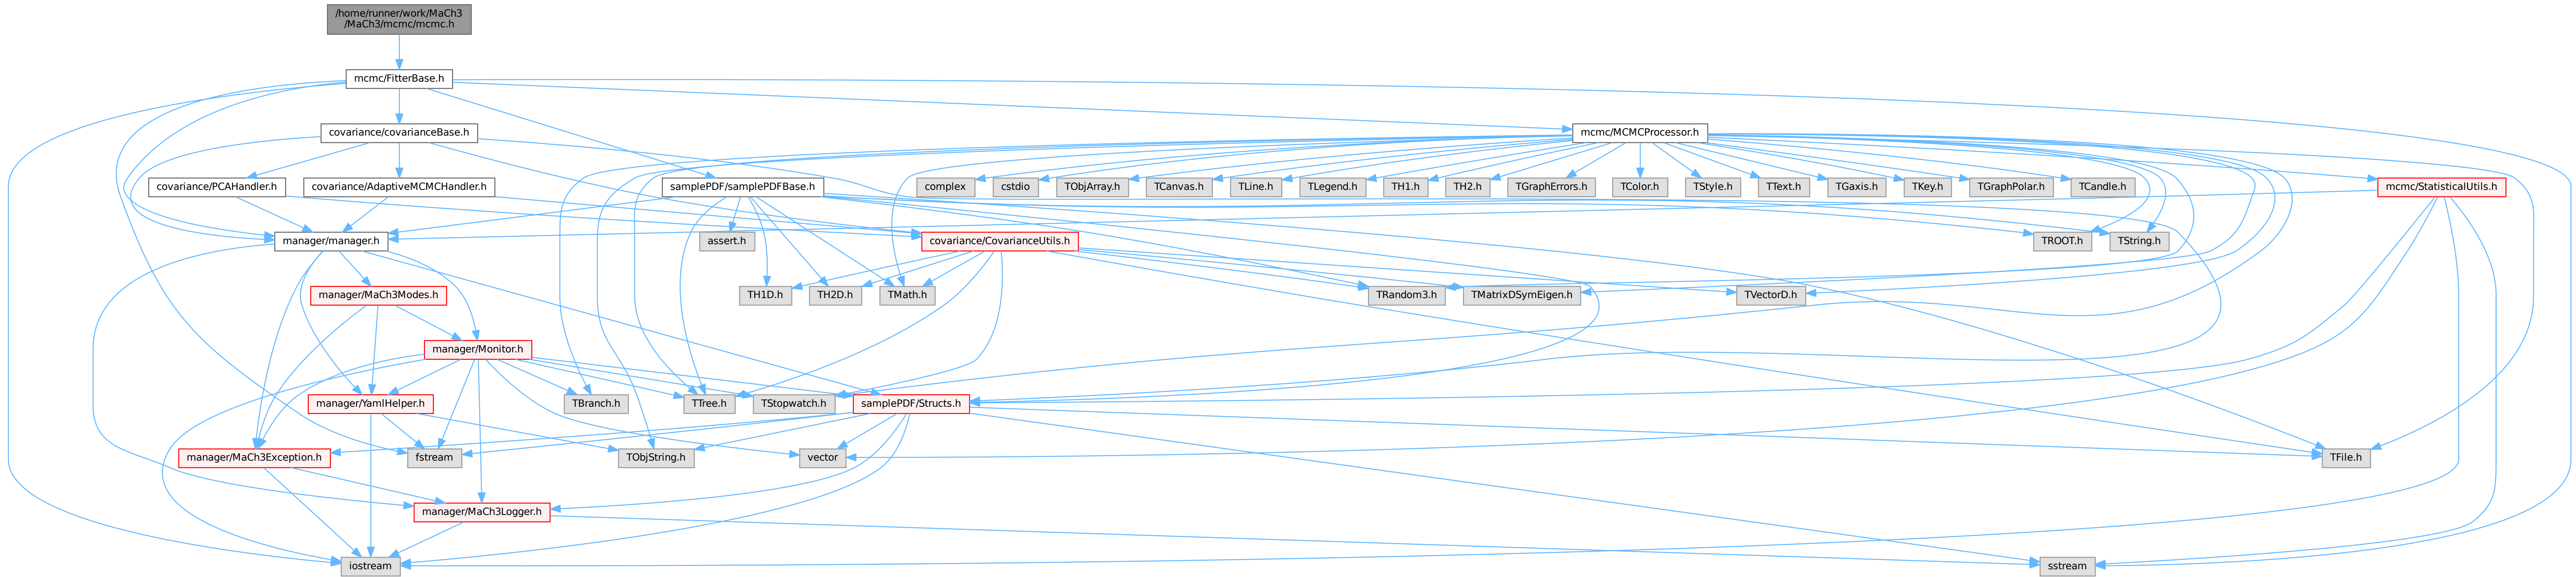 /home/runner/work/MaCh3
/MaCh3/mcmc/mcmc.h
mcmc/FitterBase.h
covariance/covarianceBase.h
mcmc/MCMCProcessor.h
covariance/PCAHandler.h
covariance/AdaptiveMCMCHandler.h
samplePDF/samplePDFBase.h
complex
cstdio
TObjArray.h
TCanvas.h
TLine.h
TLegend.h
TH1.h
TH2.h
TGraphErrors.h
TColor.h
TStyle.h
TText.h
TGaxis.h
TKey.h
TGraphPolar.h
TCandle.h
mcmc/StatisticalUtils.h
manager/manager.h
assert.h
covariance/CovarianceUtils.h
TROOT.h
TString.h
manager/MaCh3Modes.h
TH1D.h
TH2D.h
TMath.h
TRandom3.h
TMatrixDSymEigen.h
TVectorD.h
manager/Monitor.h
manager/YamlHelper.h
TBranch.h
TTree.h
TStopwatch.h
samplePDF/Structs.h
manager/MaCh3Exception.h
fstream
TObjString.h
vector
TFile.h
manager/MaCh3Logger.h
iostream
sstream